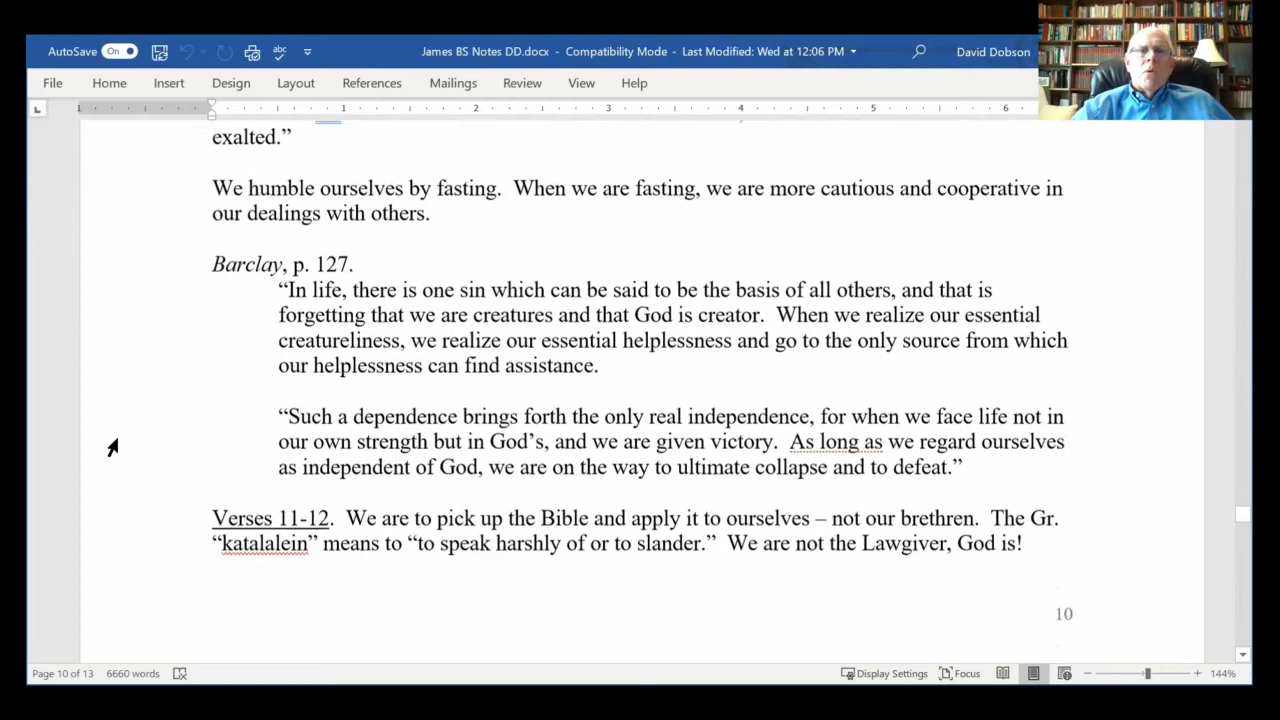 AutoSave On
James BS Notes DD.docx - Compatibility Mode - Last Modified: Wed at 12:06 PM
David Dobson
File Home Insert Design Layout References Mailings Review View Help
1 1 2 3 4 5 6
exalted.”
We humble ourselves by fasting. When we are fasting, we are more cautious and cooperative in
our dealings with others.
Barclay, p. 127.
“In life, there is one sin which can be said to be the basis of all others, and that is
forgetting that we are creatures and that God is creator. When we realize our essential
creatureliness, we realize our essential helplessness and go to the only source from which
our helplessness can find assistance.
“Such a dependence brings forth the only real independence, for when we face life not in
our own strength but in God’s, and we are given victory. As long as we regard ourselves
as independent of God, we are on the way to ultimate collapse and to defeat.”
Verses 11-12. We are to pick up the Bible and apply it to ourselves – not our brethren. The Gr.
“katalalein” means to “to speak harshly of or to slander.” We are not the Lawgiver, God is!
10
Page 10 of 13 6660 words Display Settings Focus 144%